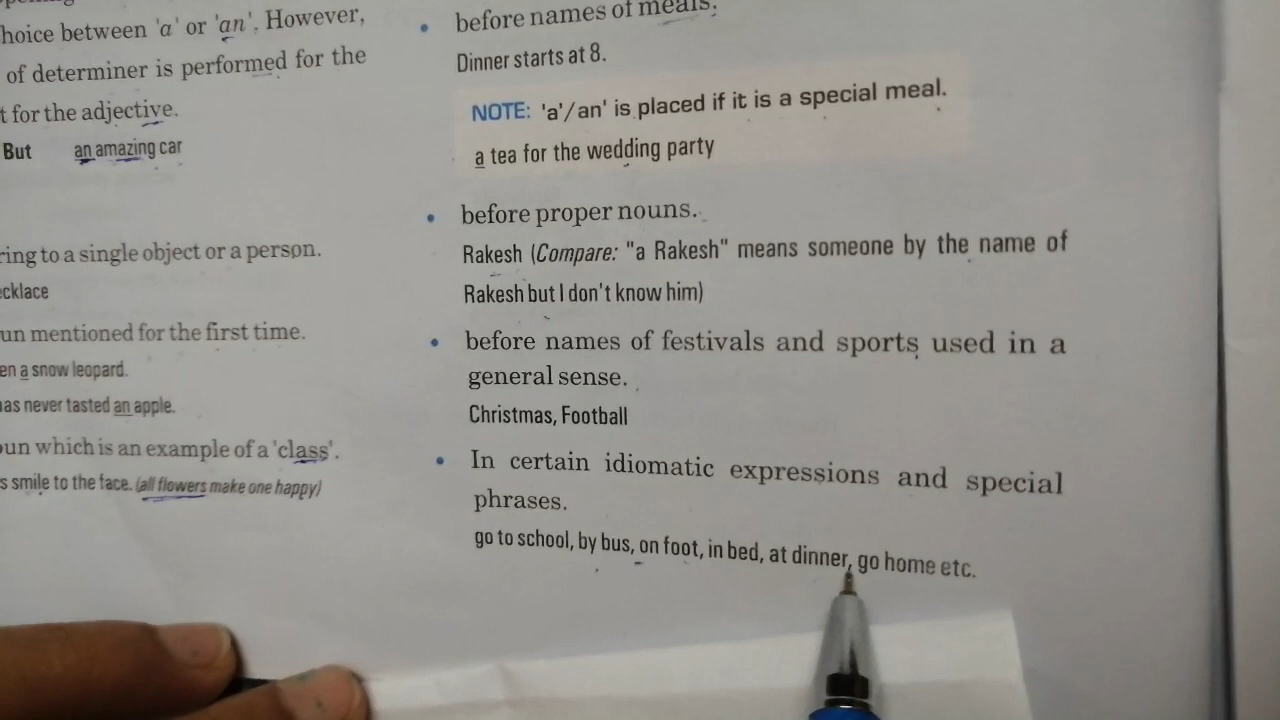 hoice between 'a' or 'an'. However,
of determiner is performed for the
t for the adjective.
But an amazing car
ring to a single object or a person.
cklace
un mentioned for the first time.
en a snow leopard.
as never tasted an apple.
un which is an example of a 'class'.
s smile to the face. (all flowers make one happy)
• before names of meals.
Dinner starts at 8.
NOTE: 'a'/an' is placed if it is a special meal.
a tea for the wedding party
• before proper nouns.
Rakesh (Compare: "a Rakesh" means someone by the name of
Rakesh but I don't know him)
• before names of festivals and sports used in a
general sense.
Christmas, Football
• In certain idiomatic expressions and special
phrases.
go to school, by bus, on foot, in bed, at dinner, go home etc.